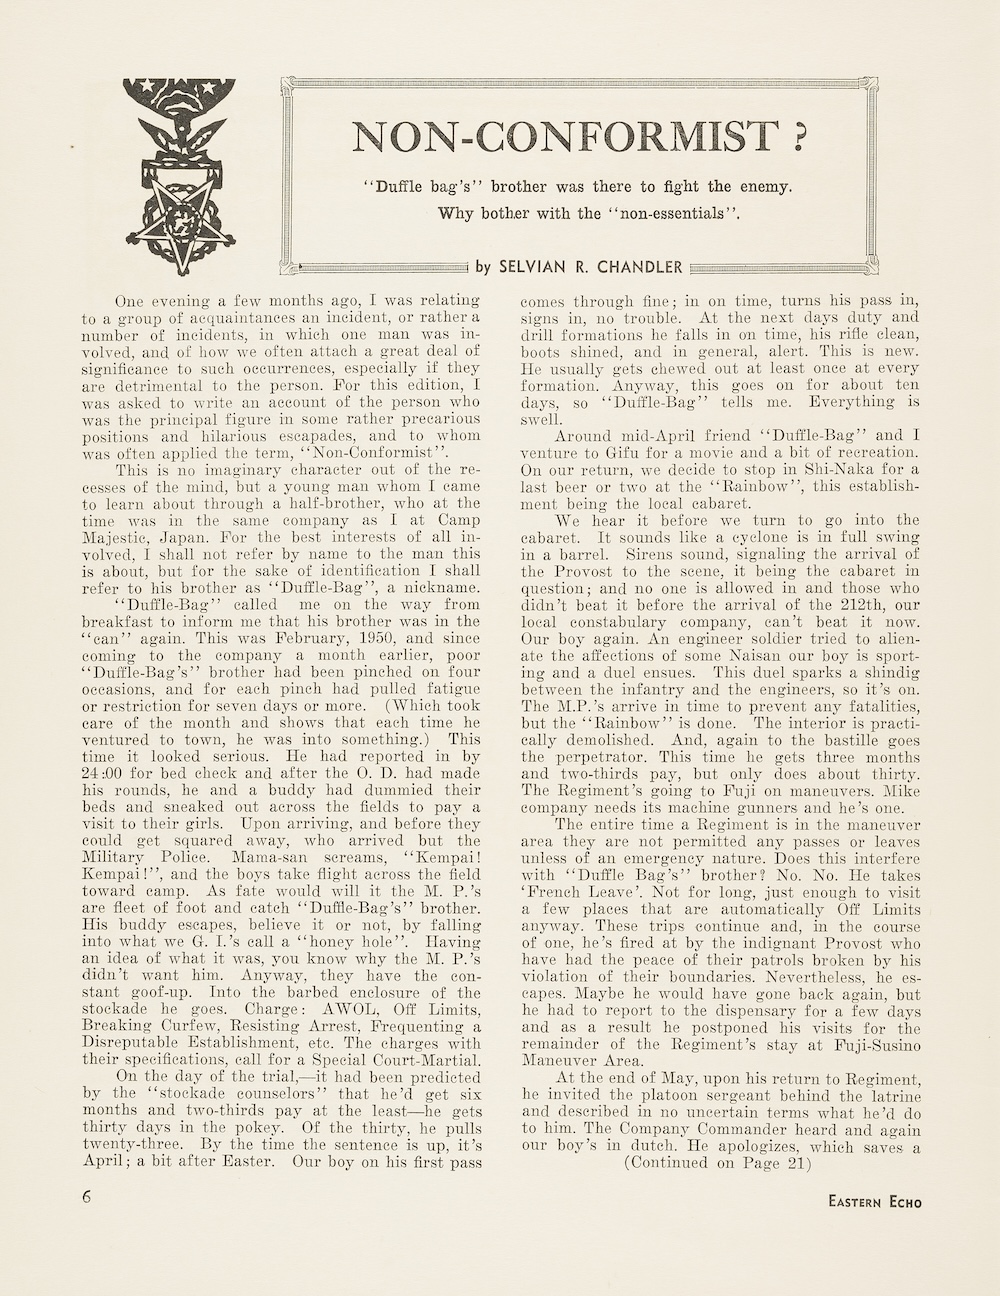 NON-CONFORMIST ?
"Duffle bag's" brother was there to fight the enemy.
Why bother with the "non-essentials".
by SELVIAN R. CHANDLER
One evening a few months ago, I was relating
to a group of acquaintances an incident, or rather a
number of incidents, in which one man was in-
volved, and of how we often attach a great deal of
significance to such occurrences, especially if they
are detrimental to the person. For this edition, I
was asked to write an account of the person who
was the principal figure in some rather precarious
positions and hilarious escapades, and to whom
was often applied the term, "Non-Conformist".
This is no imaginary character out of the re-
cesses of the mind, but a young man whom I came
to learn about through a half-brother, who at the
time was in the same company as I at Camp
Majestic, Japan. For the best interests of all in-
volved, I shall not refer by name to the man this
is about, but for the sake of identification I shall
refer to his brother as "Duffle-Bag", a nickname.
"Duffle-Bag" called me on the way from
breakfast to inform me that his brother was in the
"can" again. This was February, 1950, and since
coming to the company a month earlier, poor
"Duffle-Bag's" brother had been pinched on four
occasions, and for each pinch had pulled fatigue
or restriction for seven days or more. (Which took
care of the month and shows that each time he
ventured to town, he was into something.) This
time it looked serious. He had reported in by
24:00 for bed check and after the O. D. had made
his rounds, he and a buddy had dummied their
beds and sneaked out across the fields to pay a
visit to their girls. Upon arriving, and before they
could get squared away, who arrived but the
Military Police. Mama-san screams, "Kempai!
Kempai!", and the boys take flight across the field
toward camp. As fate would will it the M. P.'s
are fleet of foot and catch "Duffle-Bag's" brother.
His buddy escapes, believe it or not, by falling
into what we G. I.'s call a "honey hole". Having
an idea of what it was, you know why the M. P.'s
didn't want him. Anyway, they have the con-
stant goof-up. Into the barbed enclosure of the
stockade he goes. Charge: AWOL, Off Limits,
Breaking Curfew, Resisting Arrest, Frequenting a
Disreputable Establishment, etc. The charges with
their specifications, call for a Special Court-Martial.
On the day of the trial,—it had been predicted
by the "stockade counselors" that he'd get six
months and two-thirds pay at the least—he gets
thirty days in the pokey. Of the thirty, he pulls
twenty-three. By the time the sentence is up, it's
April; a bit after Easter. Our boy on his first pass
comes through fine; in on time, turns his pass in,
signs in, no trouble. At the next days duty and
drill formations he falls in on time, his rifle clean,
boots shined, and in general, alert. This is new.
He usually gets chewed out at least once at every
formation. Anyway, this goes on for about ten
days, so "Duffle-Bag" tells me. Everything is
swell.
Around mid-April friend "Duffle-Bag" and I
venture to Gifu for a movie and a bit of recreation.
On our return, we decide to stop in Shi-Naka for a
last beer or two at the "Rainbow", this establish-
ment being the local cabaret.
We hear it before we turn to go into the
cabaret. It sounds like a cyclone is in full swing
in a barrel. Sirens sound, signaling the arrival of
the Provost to the scene, it being the cabaret in
question; and no one is allowed in and those who
didn't beat it before the arrival of the 212th, our
local constabulary company, can't beat it now.
Our boy again. An engineer soldier tried to alien-
ate the affections of some Naisan our boy is sport-
ing and a duel ensues. This duel sparks a shindig
between the infantry and the engineers, so it's on.
The M.P.'s arrive in time to prevent any fatalities,
but the "Rainbow" is done. The interior is practi-
cally demolished. And, again to the bastille goes
the perpetrator. This time he gets three months
and two-thirds pay, but only does about thirty.
The Regiment's going to Fuji on maneuvers. Mike
company needs its machine gunners and he's one.
The entire time a Regiment is in the maneuver
area they are not permitted any passes or leaves
unless of an emergency nature. Does this interfere
with "Duffle Bag's" brother? No. No. He takes
'French Leave'. Not for long, just enough to visit
a few places that are automatically Off Limits
anyway. These trips continue and, in the course
of one, he's fired at by the indignant Provost who
have had the peace of their patrols broken by his
violation of their boundaries. Nevertheless, he es-
capes. Maybe he would have gone back again, but
he had to report to the dispensary for a few days
and as a result he postponed his visits for the
remainder of the Regiment's stay at Fuji-Susino
Maneuver Area.
At the end of May, upon his return to Regiment,
he invited the platoon sergeant behind the latrine
and described in no uncertain terms what he'd do
to him. The Company Commander heard and again
our boy's in dutch. He apologizes, which saves a
(Continued on Page 21)
6
EASTERN ECHO